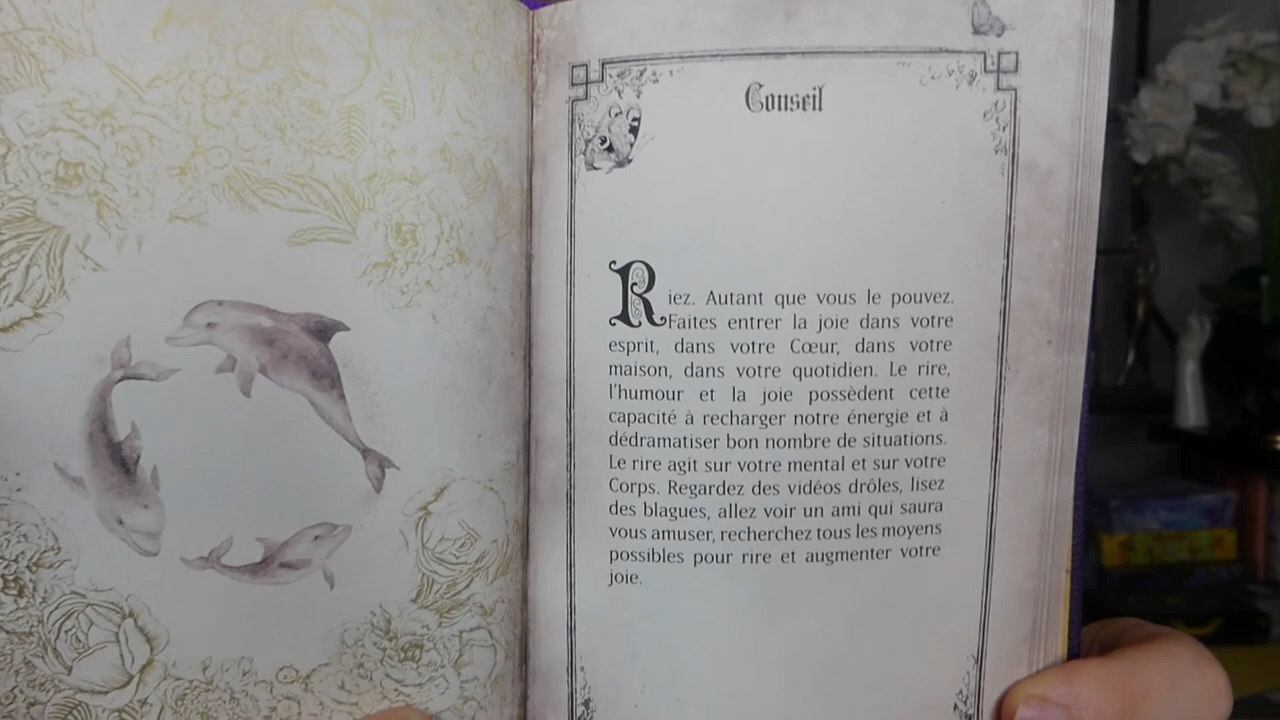 Conseil
Riez. Autant que vous le pouvez.
Faites entrer la joie dans votre
esprit, dans votre Cœur, dans votre
maison, dans votre quotidien. Le rire,
l'humour et la joie possèdent cette
capacité à recharger notre énergie et à
dédramatiser bon nombre de situations.
Le rire agit sur votre mental et sur votre
Corps. Regardez des vidéos drôles, lisez
des blagues, allez voir un ami qui saura
vous amuser, recherchez tous les moyens
possibles pour rire et augmenter votre
joie.